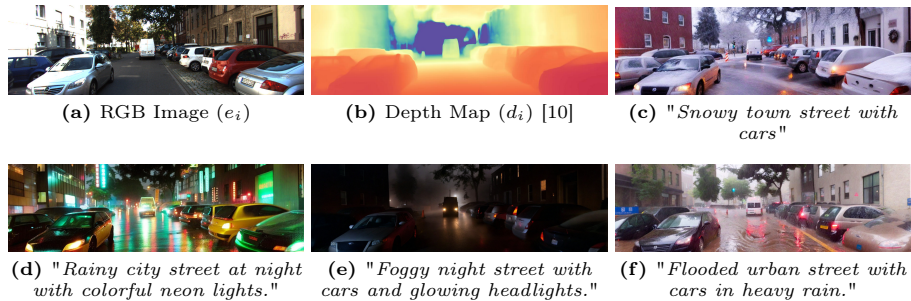 (a) RGB Image (e_i)
(b) Depth Map (d_i) [10]
(c) "Snowy town street with
cars"
(d) "Rainy city street at night
with colorful neon lights."
(e) "Foggy night street with
cars and glowing headlights."
(f) "Flooded urban street with
cars in heavy rain."